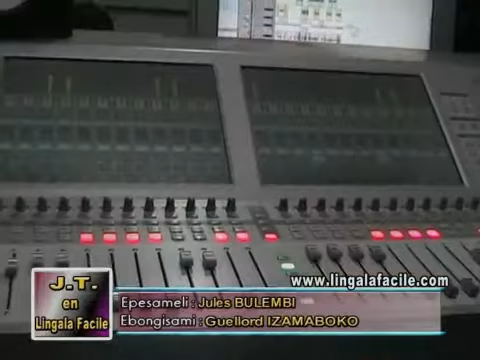 www.lingalafacile.com
J.T.
en
Lingala Facile
Epesameli : Jules BULEMBI
Ebongisami : Guellord IZAMABOKO